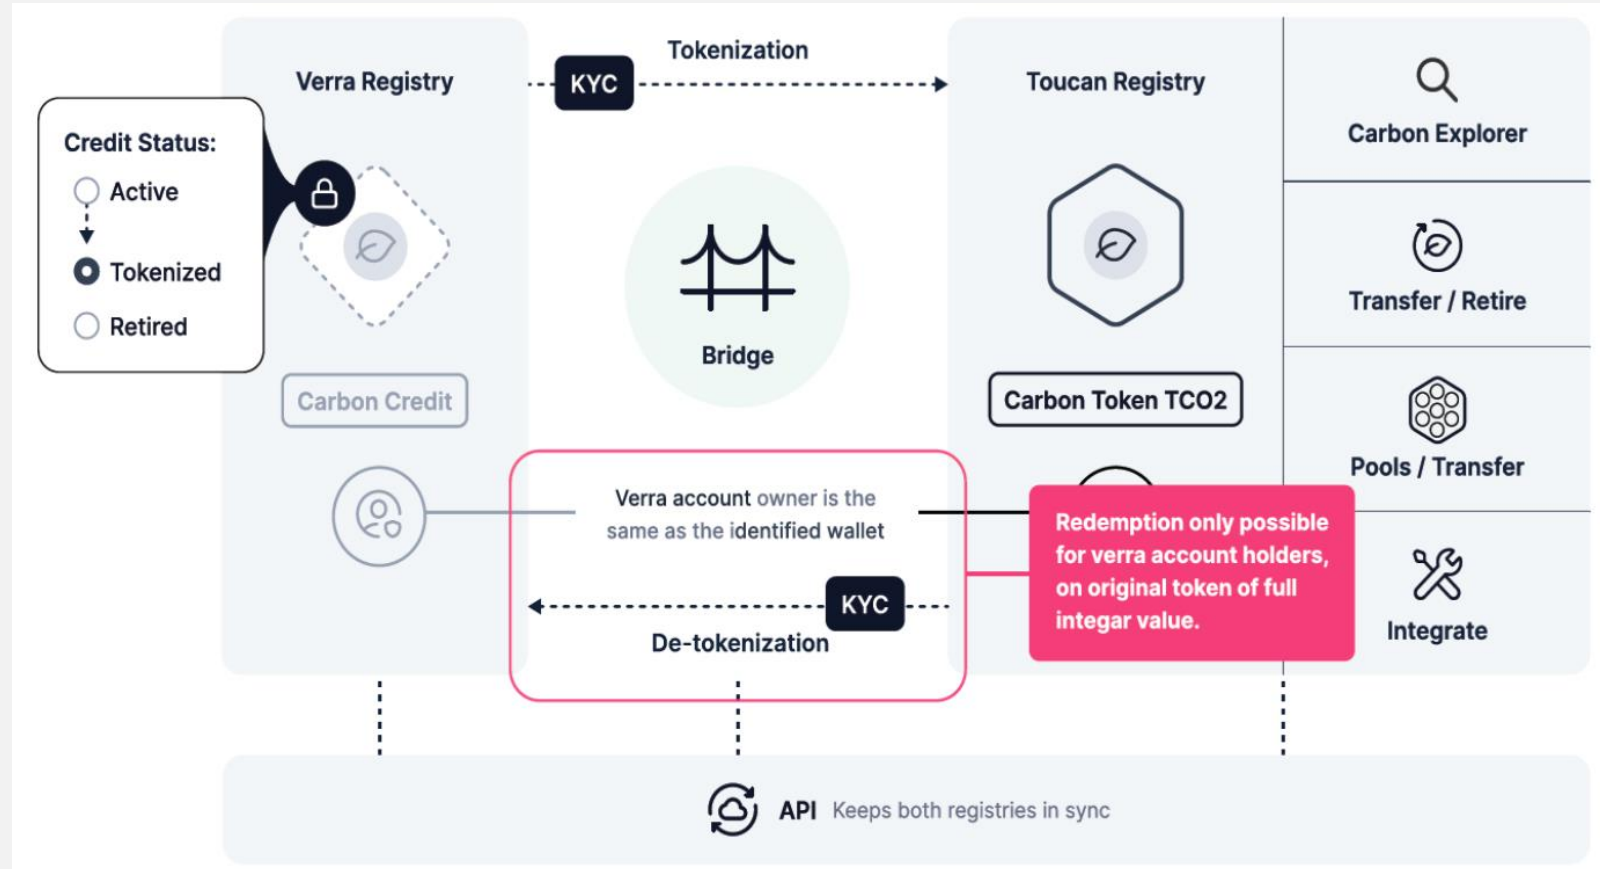 Tokenization
Verra Registry
KYC
Toucan Registry
Carbon Explorer
Credit Status:
Active
Tokenized
Retired
Transfer / Retire
Bridge
Carbon Credit
Carbon Token TCO2
Pools / Transfer
Verra account owner is the
same as the identified wallet
Redemption only possible
for verra account holders,
on original token of full
integar value.
KYC
De-tokenization
Integrate
API Keeps both registries in sync